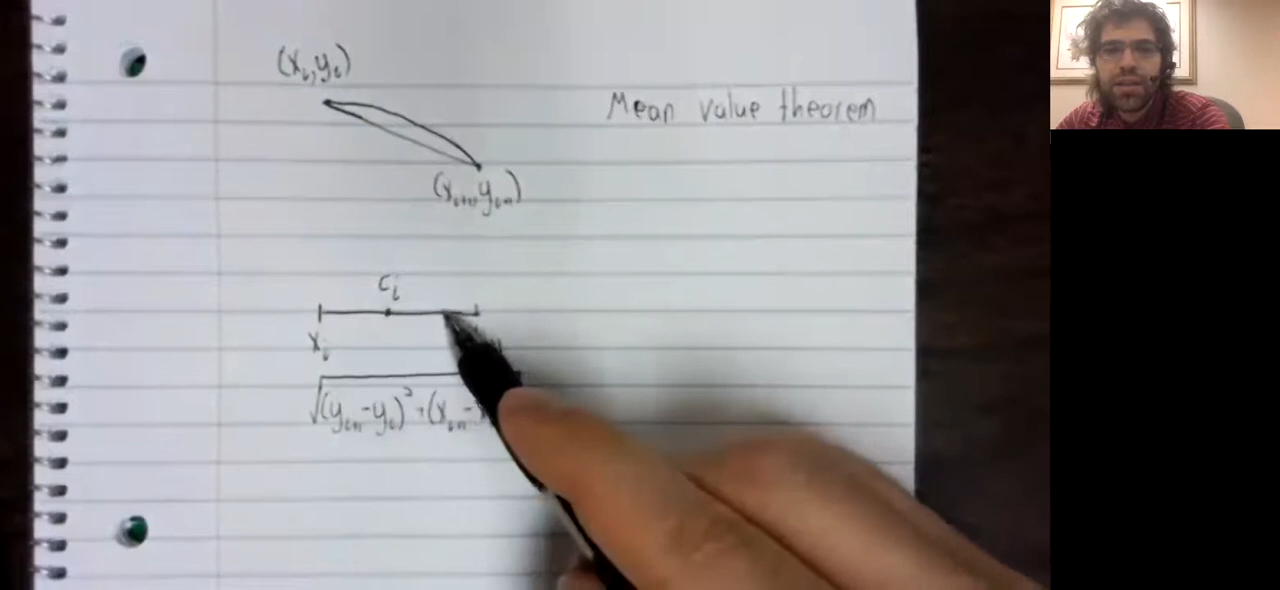 (x_i, y_i)
Mean value theorem
(x_{i+1}, y_{i+1})
c_i
x_i
√(y_{i+1} - y_i)² + (x_{i+1} -